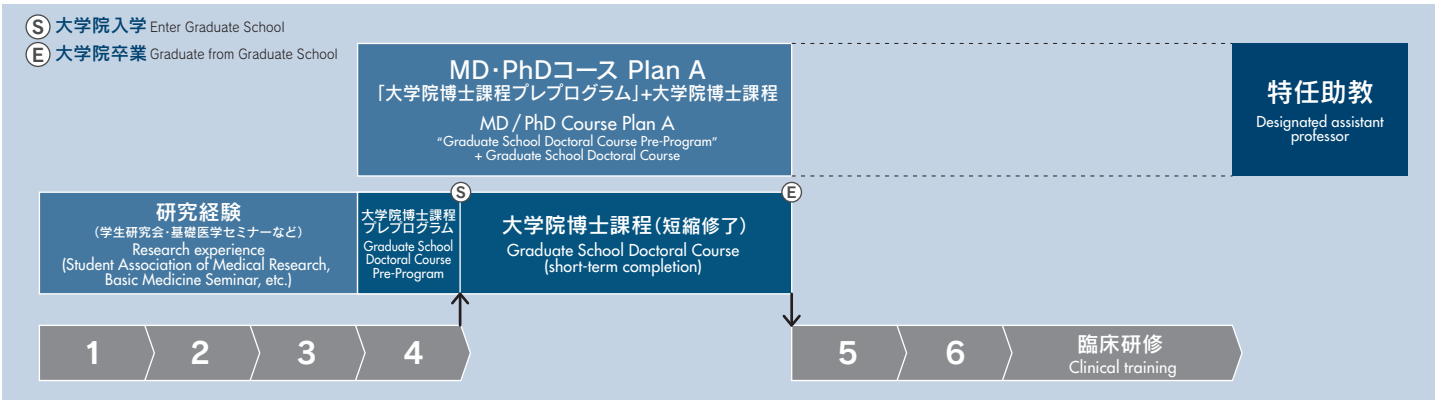 S 大学院入学 Enter Graduate School
E 大学院卒業 Graduate from Graduate School
MD・PhDコース Plan A
「大学院博士課程プレプログラム」+大学院博士課程
MD/PhD Course Plan A
“Graduate School Doctoral Course Pre-Program”
+ Graduate School Doctoral Course
特任助教
Designated assistant
professor
研究経験
(学生研究会・基礎医学セミナーなど)
Research experience
(Student Association of Medical Research,
Basic Medicine Seminar, etc.)
大学院博士課程
プレプログラム
Graduate School
Doctoral Course
Pre-Program
S
大学院博士課程(短縮修了)
Graduate School Doctoral Course
(short-term completion)
E
1
2
3
4
5
6
臨床研修
Clinical training